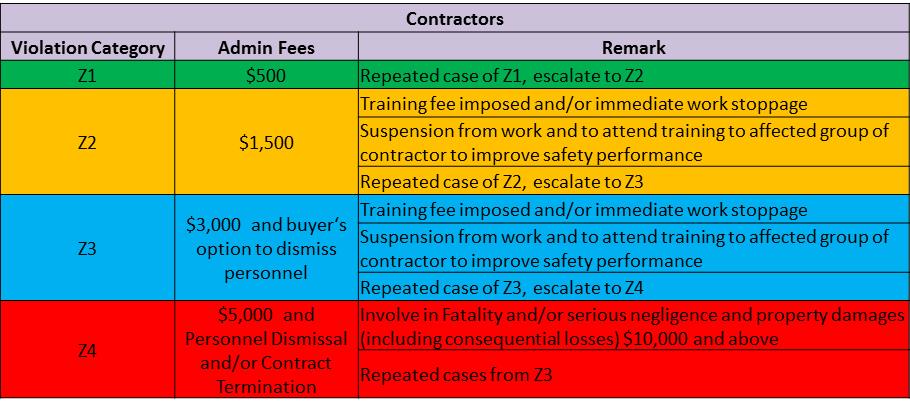 Contractors
Violation Category
Admin Fees
Remark
Z1
$500
Repeated case of Z1, escalate to Z2
Z2
$1,500
Training fee imposed and/or immediate work stoppage
Suspension from work and to attend training to affected group of
contractor to improve safety performance
Repeated case of Z2, escalate to Z3
Z3
$3,000 and buyer's
option to dismiss
personnel
Training fee imposed and/or immediate work stoppage
Suspension from work and to attend training to affected group of
contractor to improve safety performance
Repeated case of Z3, escalate to Z4
Z4
$5,000 and
Personnel Dismissal
and/or Contract
Termination
Involve in Fatality and/or serious negligence and property damages
(including consequential losses) $10,000 and above
Repeated cases from Z3